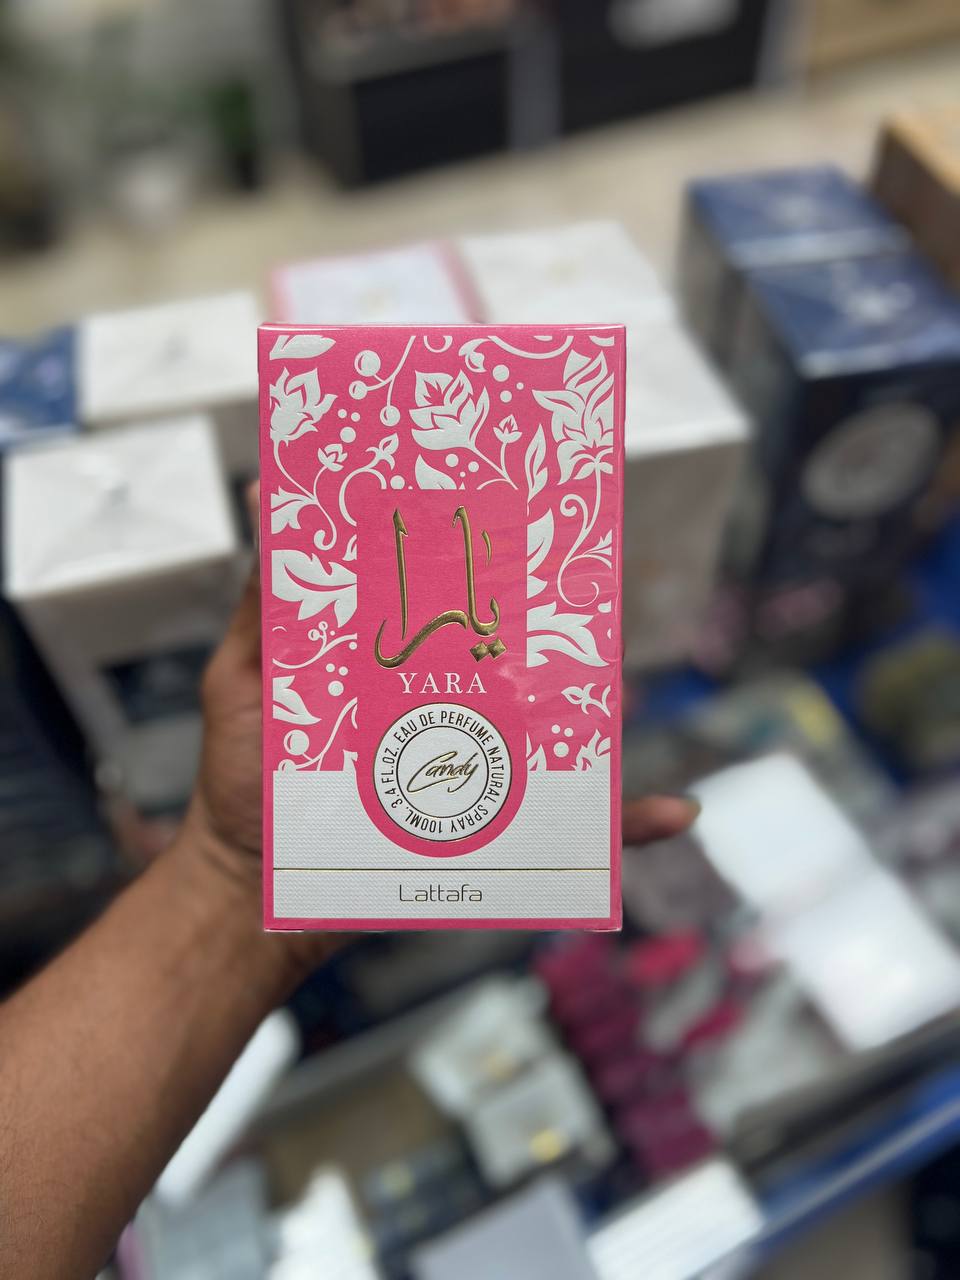 يارا
YARA
EAU DE PERFUME NATURAL SPRAY 100ML. 3.4 FL.OZ.
Candy
Lattafa